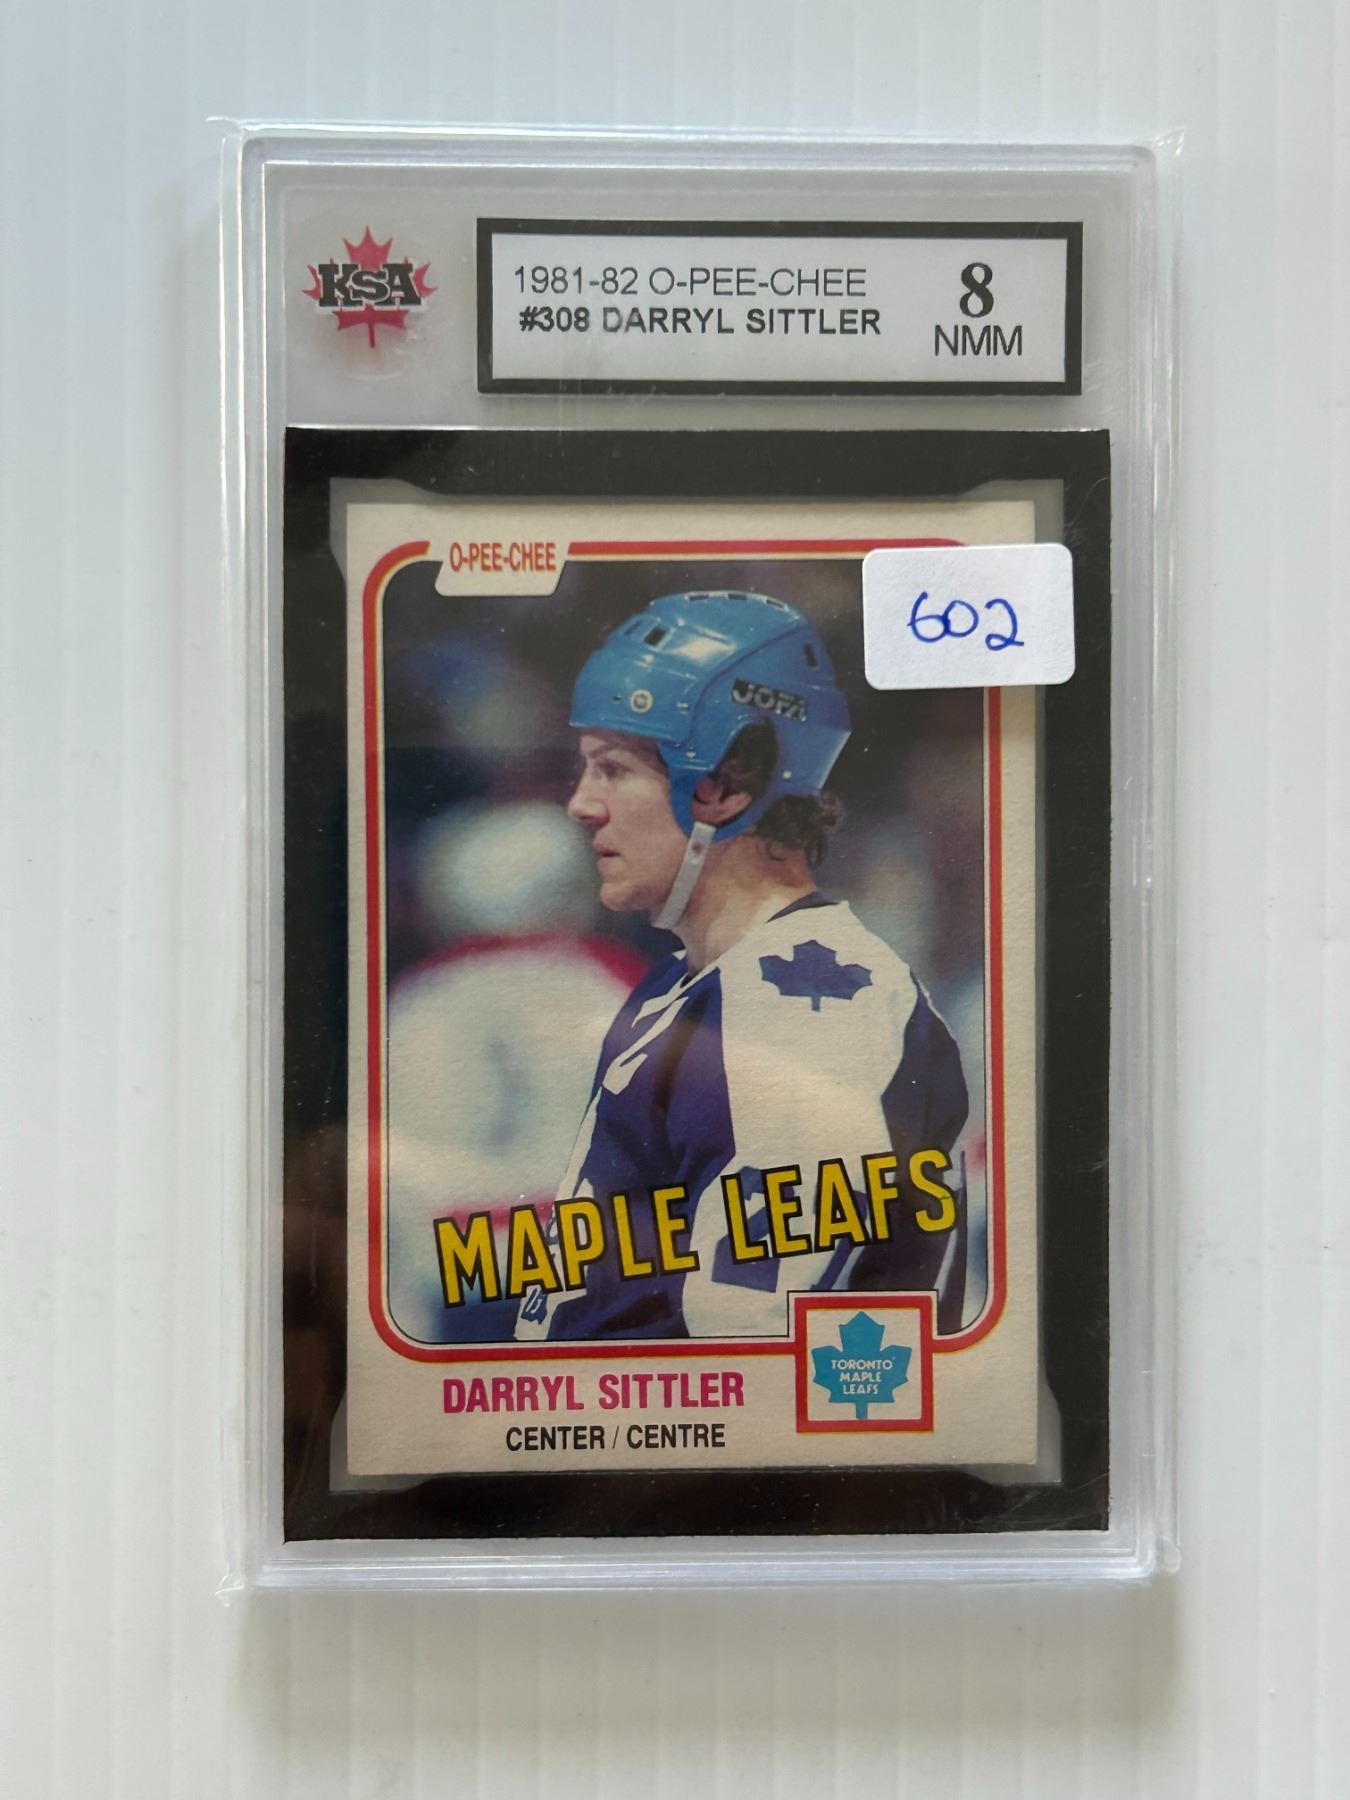 KSA
1981-82 O-PEE-CHEE
#308 DARRYL SITTLER
8
NMM
O-PEE-CHEE
602
JOFA
MAPLE LEAFS
TORONTO
MAPLE
LEAFS
DARRYL SITTLER
CENTER / CENTRE